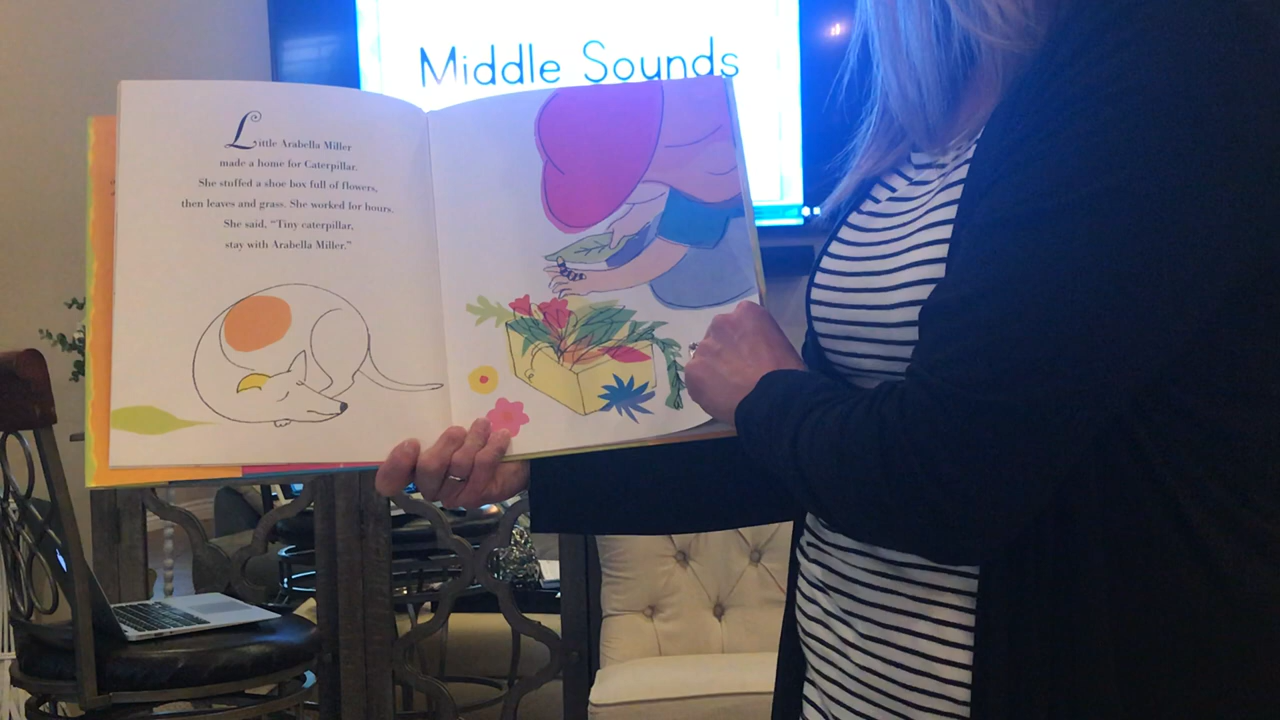 Middle Sounds
Little Arabella Miller
made a home for Caterpillar.
She stuffed a shoe box full of flowers,
then leaves and grass. She worked for hours.
She said, “Tiny caterpillar,
stay with Arabella Miller.”